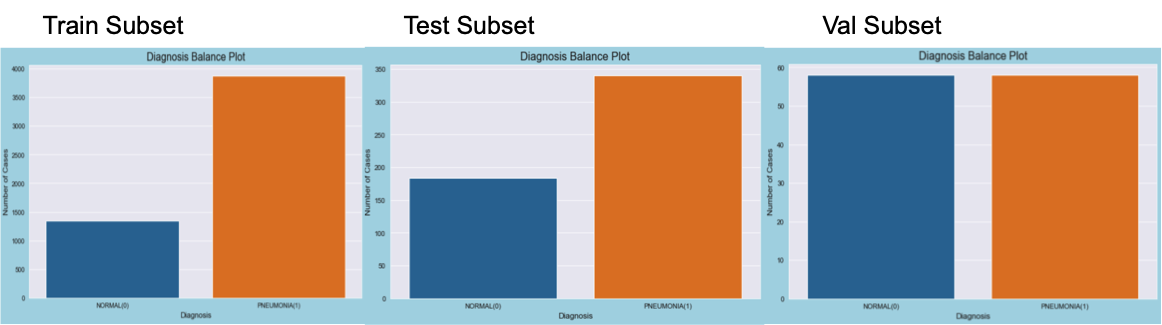 Train Subset
Test Subset
Val Subset
Diagnosis Balance Plot
4000
3500
3000
2500
2000
1500
1000
500
0
Number of Cases
NORMAL(0)
PNEUMONIA(1)
Diagnosis
Diagnosis Balance Plot
350
300
250
200
150
100
50
0
Number of Cases
NORMAL(0)
PNEUMONIA(1)
Diagnosis
Diagnosis Balance Plot
60
50
40
30
20
10
0
Number of Cases
NORMAL(0)
PNEUMONIA(1)
Diagnosis